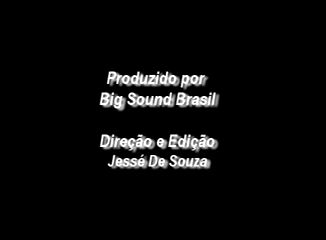 Produzido por
Big Sound Brasil
Direção e Edição
Jessé De Souza